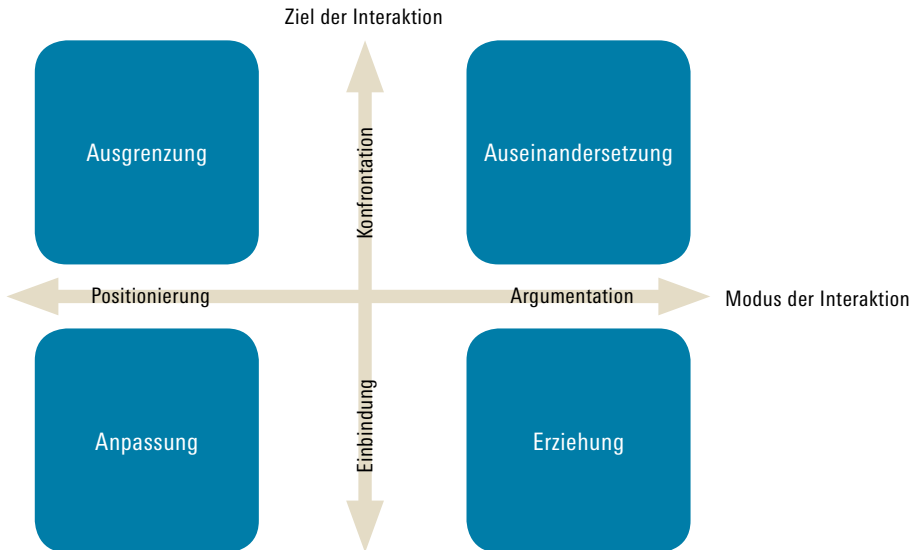 Ziel der Interaktion
Ausgrenzung
Konfrontation
Auseinandersetzung
Positionierung
Argumentation
Modus der Interaktion
Anpassung
Einbindung
Erziehung